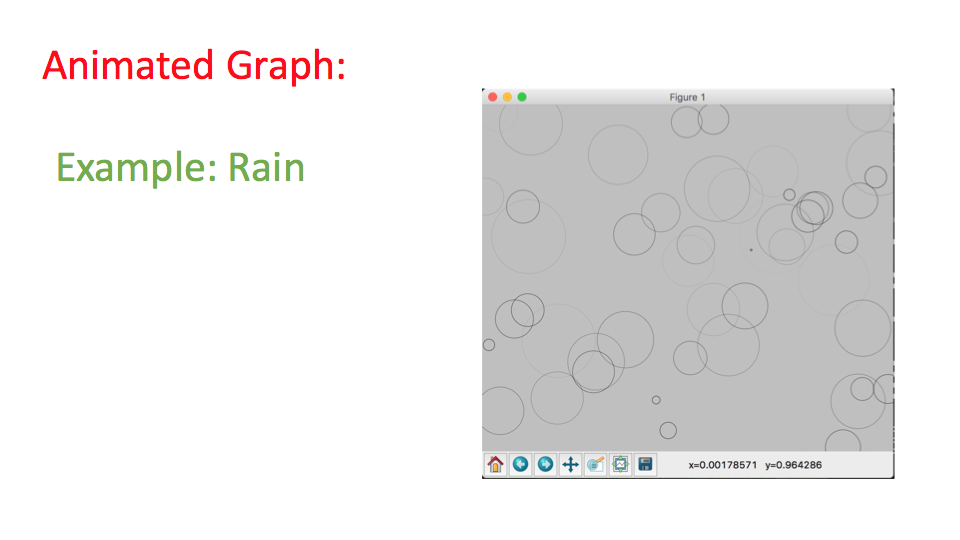 Animated Graph:
Example: Rain
Figure 1
x=0.00178571 y=0.964286